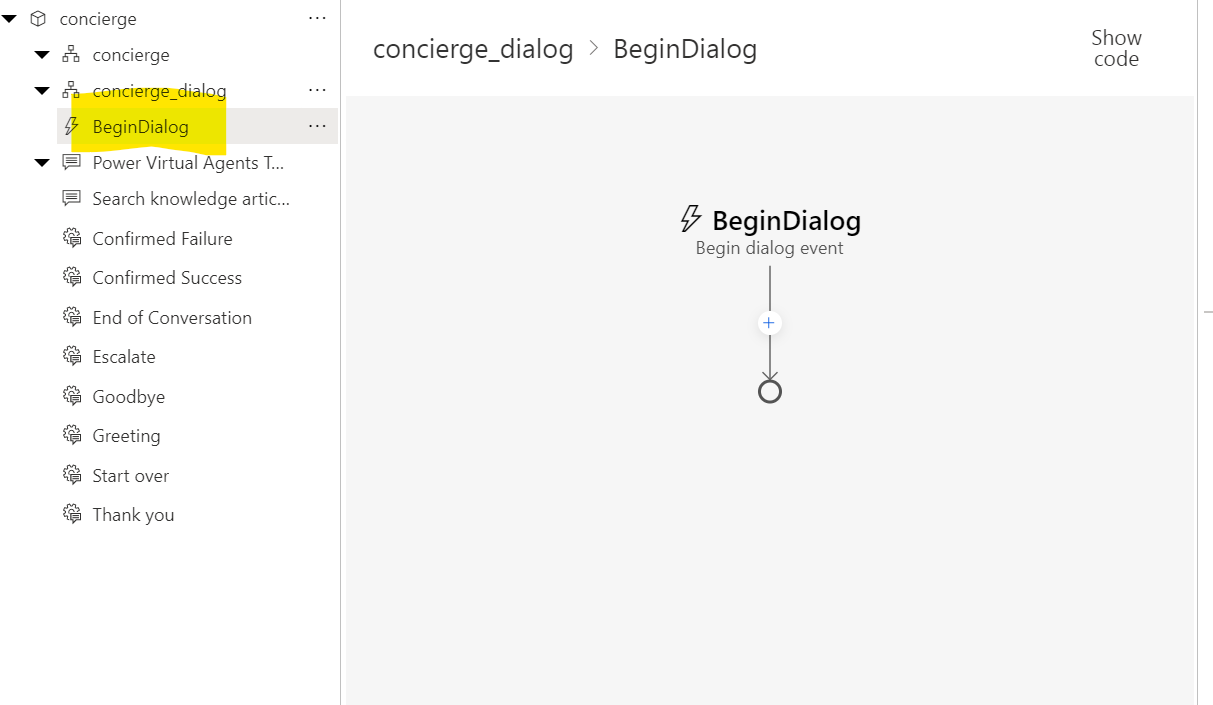 concierge
concierge
concierge_dialog
BeginDialog
Power Virtual Agents T...
Search knowledge artic...
Confirmed Failure
Confirmed Success
End of Conversation
Escalate
Goodbye
Greeting
Start over
Thank you
concierge_dialog > BeginDialog
Show
code
BeginDialog
Begin dialog event